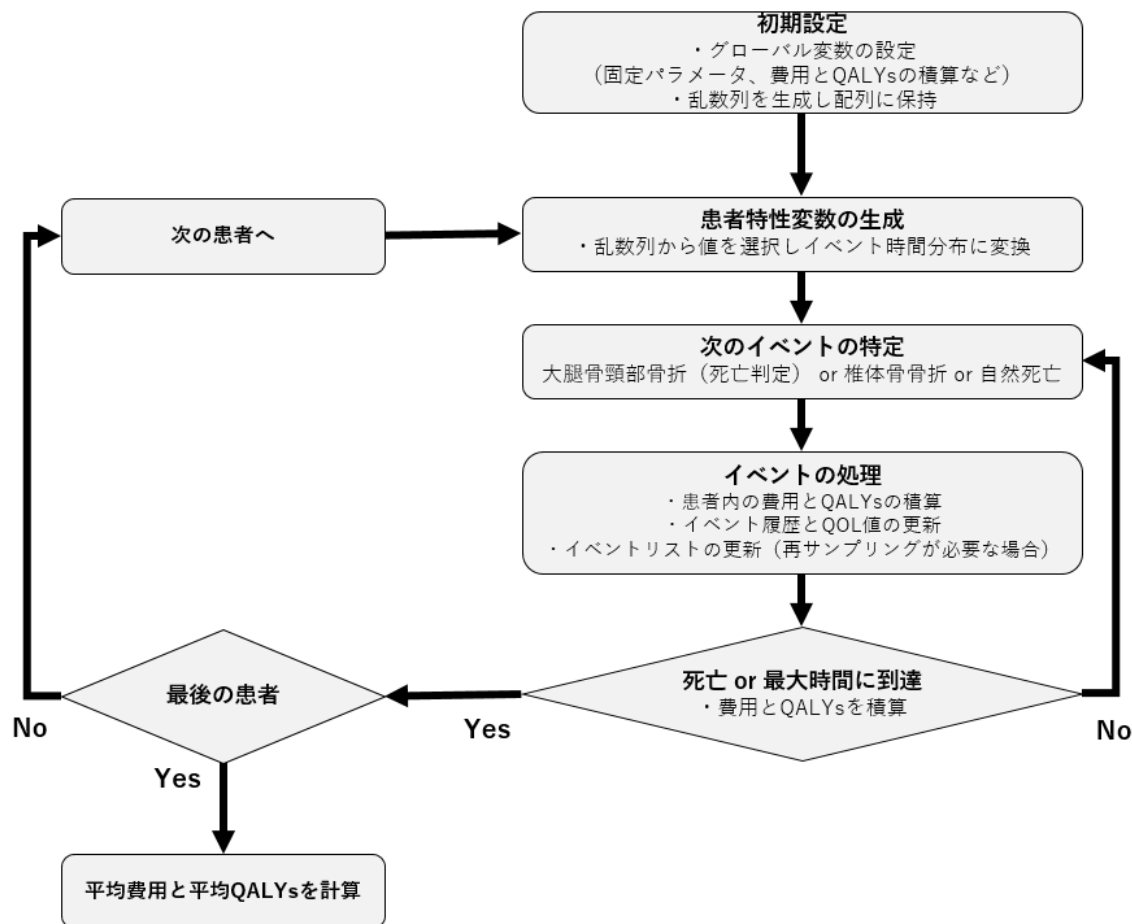 初期設定
・グローバル変数の設定
（固定パラメータ、費用とQALYsの積算など）
・乱数列を生成し配列に保持
次の患者へ
患者特性変数の生成
・乱数列から値を選択しイベント時間分布に変換
次のイベントの特定
大腿骨頸部骨折（死亡判定） or 椎体骨骨折 or 自然死亡
イベントの処理
・患者内の費用とQALYsの積算
・イベント履歴とQOL値の更新
・イベントリストの更新（再サンプリングが必要な場合）
死亡 or 最大時間に到達
・費用とQALYsを積算
最後の患者
No
Yes
No
Yes
平均費用と平均QALYsを計算